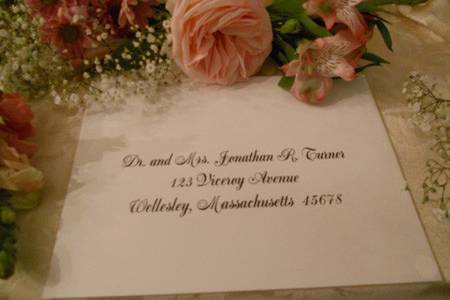 Dr. and Mrs. Jonathan R. Turner
123 Viceroy Avenue
Wellesley, Massachusetts 45678